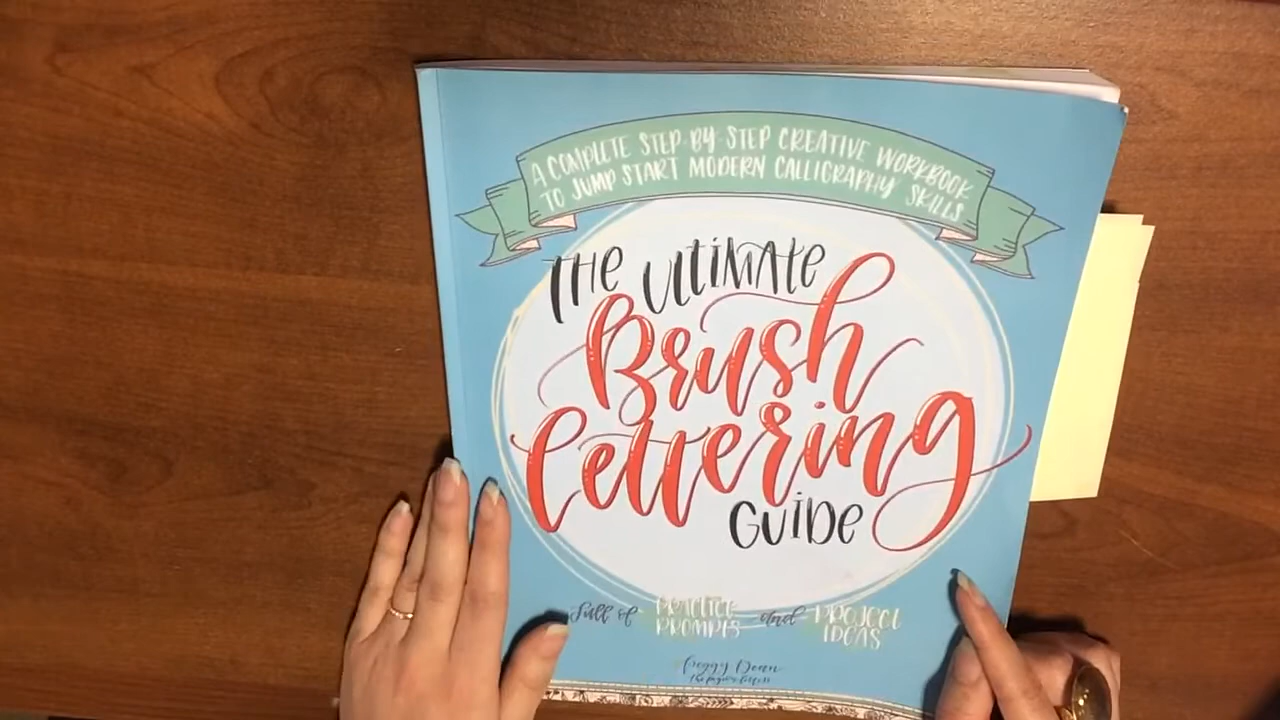 A COMPLETE STEP-BY-STEP CREATIVE WORKBOOK
TO JUMP START MODERN CALLIGRAPHY SKILLS
THE ULTIMATE
Brush
Lettering
GUIDE
full of PRACTICE PROMPTS and PROJECT IDEAS
Peggy Dean